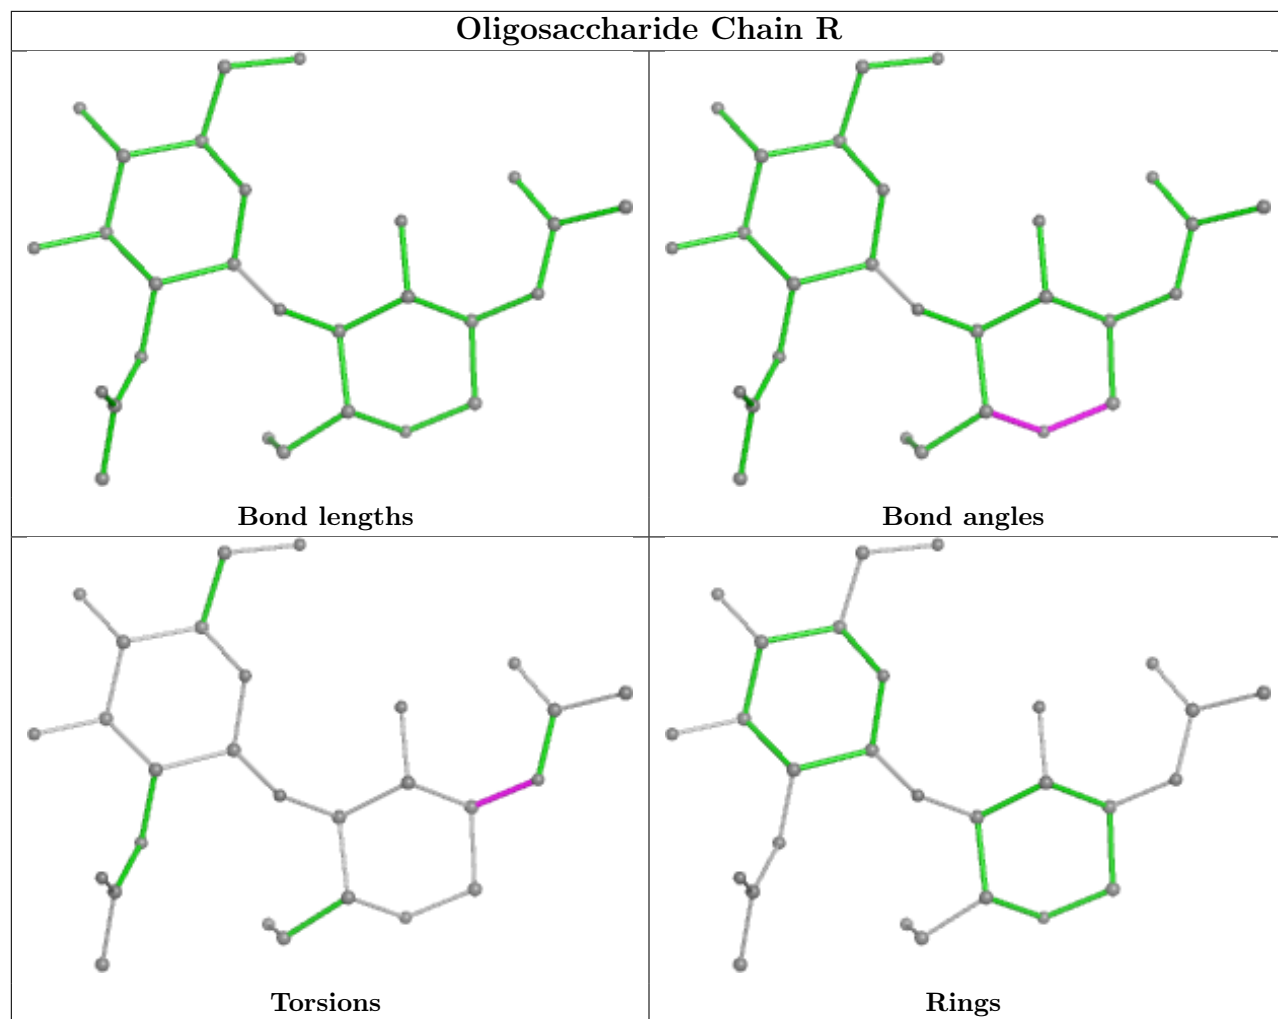 Oligosaccharide Chain R
Bond lengths
Bond angles
Torsions
Rings